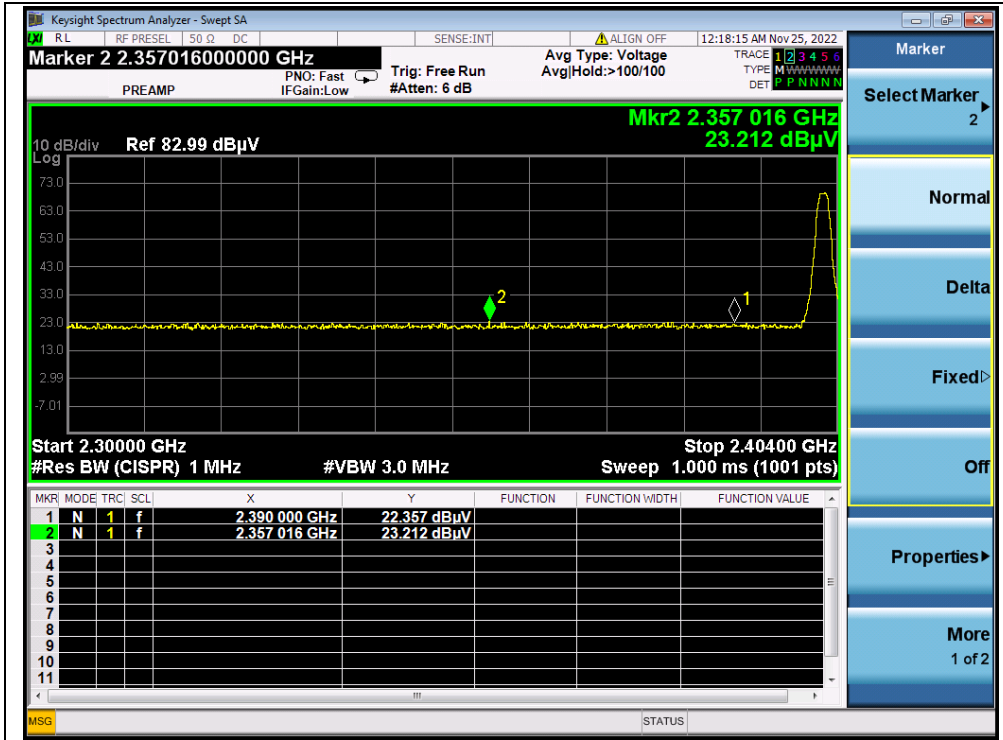 Keysight Spectrum Analyzer - Swept SA
LXI RL RF PRESEL 50 Ω DC SENSE:INT ALIGN OFF 12:18:15 AM Nov 25, 2022
Marker 2 2.357016000000 GHz Avg Type: Voltage TRACE 1 2 3 4 5 6
PNO: Fast Trig: Free Run Avg|Hold:>100/100 TYPE M WWWWW
PREAMP IFGain:Low #Atten: 6 dB DET P P N N N N
Mkr2 2.357 016 GHz
10 dB/div Ref 82.99 dBµV 23.212 dBµV
Log
73.0
63.0
53.0
43.0
33.0
2
1
23.0
13.0
2.99
-7.01
Start 2.30000 GHz Stop 2.40400 GHz
#Res BW (CISPR) 1 MHz #VBW 3.0 MHz Sweep 1.000 ms (1001 pts)
MKR MODE TRC SCL X Y FUNCTION FUNCTION WIDTH FUNCTION VALUE
1 N 1 f 2.390 000 GHz 22.357 dBµV
2 N 1 f 2.357 016 GHz 23.212 dBµV
3
4
5
6
7
8
9
10
11
MSG STATUS
Marker
Select Marker
2
Normal
Delta
Fixed
Off
Properties
More
1 of 2